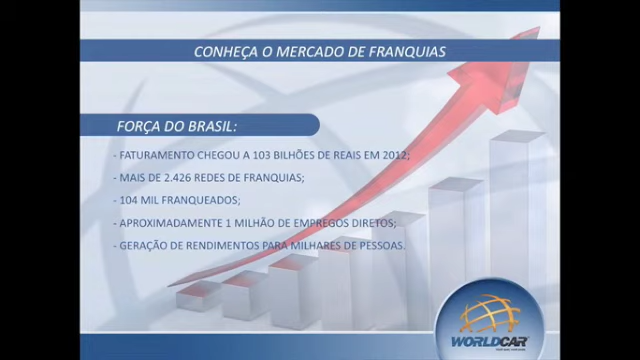 CONHEÇA O MERCADO DE FRANQUIAS
FORÇA DO BRASIL:
- FATURAMENTO CHEGOU A 103 BILHÕES DE REAIS EM 2012;
- MAIS DE 2.426 REDES DE FRANQUIAS;
- 104 MIL FRANQUEADOS;
- APROXIMADAMENTE 1 MILHÃO DE EMPREGOS DIRETOS;
- GERAÇÃO DE RENDIMENTOS PARA MILHARES DE PESSOAS.
WORLDCAR